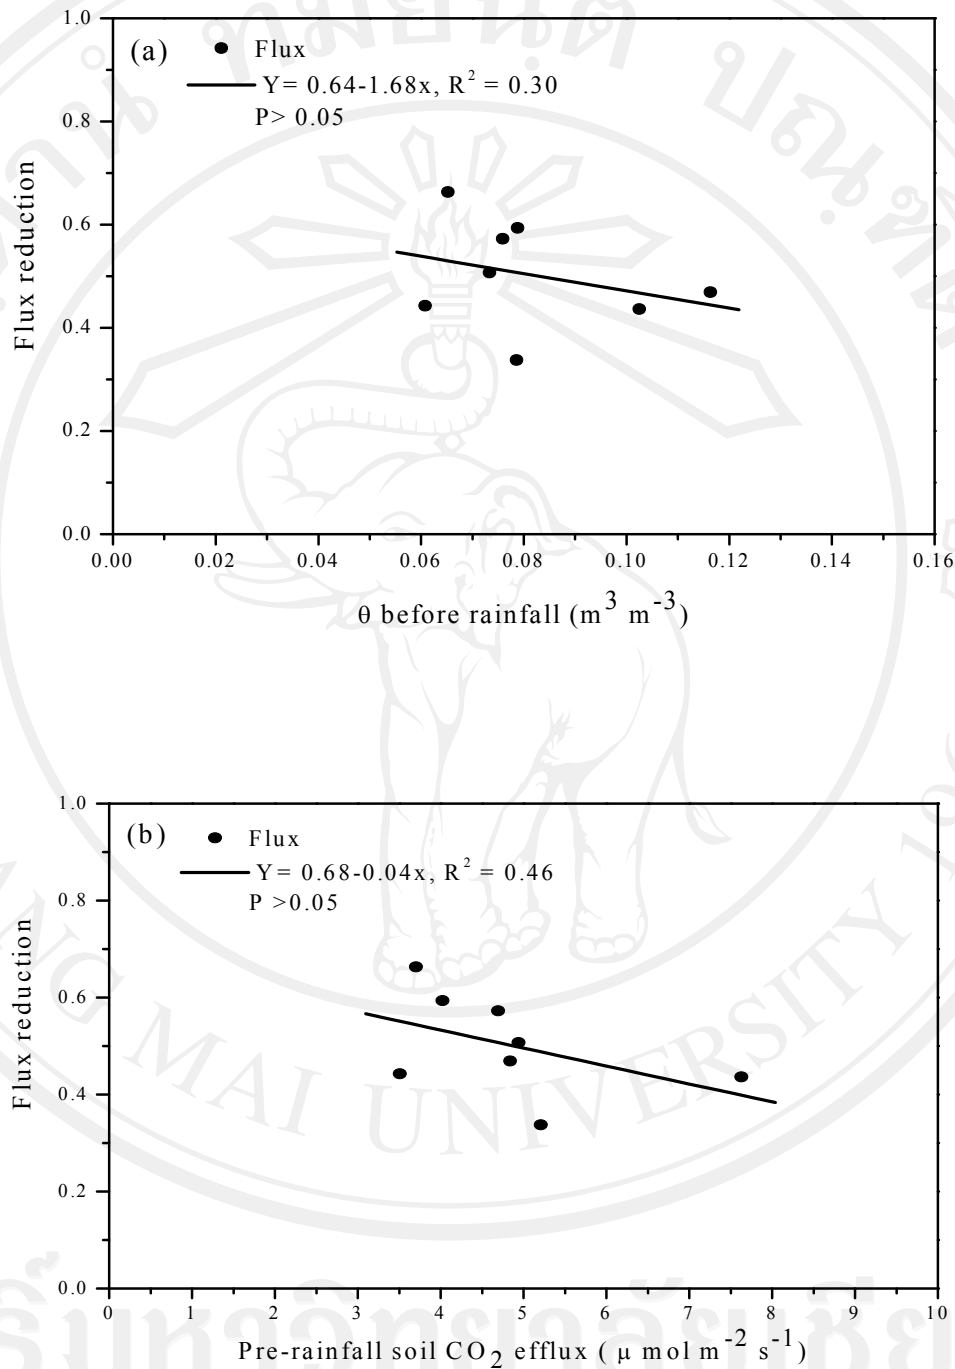 1.0
(a)
Flux
Y= 0.64-1.68x, R² = 0.30
P> 0.05
0.8
0.6
0.4
0.2
0.0
Flux reduction
0.00 0.02 0.04 0.06 0.08 0.10 0.12 0.14 0.16
θ before rainfall (m³ m⁻³)
1.0
(b)
Flux
Y= 0.68-0.04x, R² = 0.46
P >0.05
0.8
0.6
0.4
0.2
0.0
Flux reduction
0 1 2 3 4 5 6 7 8 9 10
Pre-rainfall soil CO₂ efflux ( μ mol m⁻² s⁻¹)
MAI UNIVERSITY